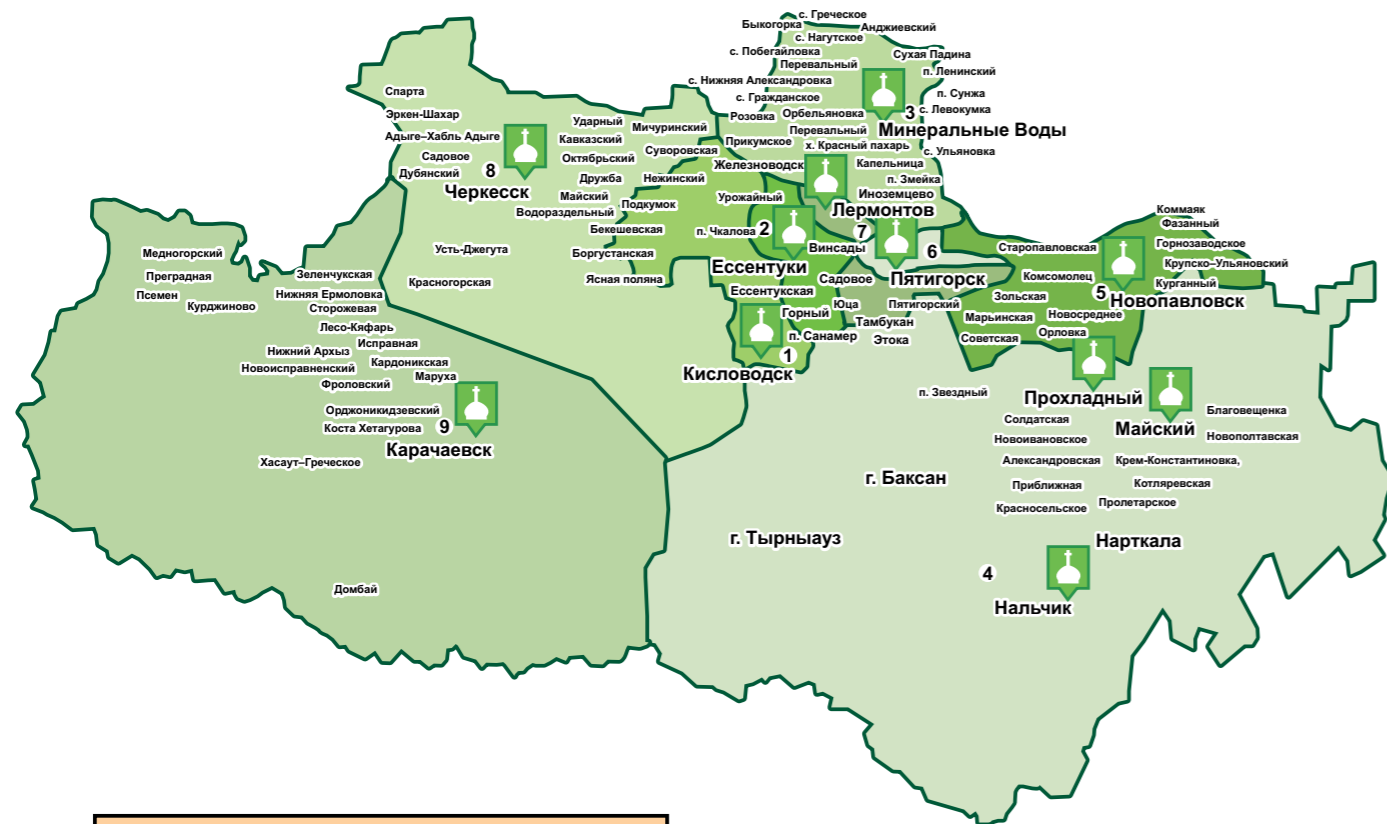 с. Греческое
Быкогорка
Анджиевский
с. Нагутское
с. Побегайловка
Сухая Падина
Перевальный
п. Ленинский
с. Нижняя Александровка
п. Сунжа
с. Гражданское
с. Левокумка
Розовка
Орбельяновка
3
Минеральные Воды
Перевальный
Прикумское
х. Красный пахарь
с. Ульяновка
Железноводск
Капельница
п. Змейка
Иноземцево
Лермонтов
7
Спарта
Эркен-Шахар
Ударный
Мичуринский
Адыге–Хабль Адыге
Кавказский
Суворовская
Садовое
8
Октябрьский
Дубянский
Черкесск
Дружба
Нежинский
Майский
Подкумок
Водораздельный
Урожайный
Бекешевская
п. Чкалова
2
Усть-Джегута
Боргустанская
Винсады
6
Ессентуки
Красногорская
Ясная поляна
Пятигорск
Садовое
Ессентукская
Юца
Пятигорский
Горный
Тамбукан
п. Санамер
Этока
1
Кисловодск
Коммаяк
Фазанный
Старопавловская
Горнозаводское
Крупско–Ульяновский
Комсомолец
Курганный
5
Новопавловск
Зольская
Новосреднее
Марьинская
Орловка
Советская
Медногорский
Преградная
Зеленчукская
Псемен
Нижняя Ермоловка
Курджиново
Сторожевая
Лесо-Кяфарь
Исправная
Нижний Архыз
Новоисправненский
Кардоникская
Маруха
Фроловский
Орджоникидзевский
Коста Хетагурова
9
Карачаевск
Хасаут–Греческое
Домбай
п. Звездный
Прохладный
Майский
Благовещенка
Солдатская
Новоивановское
Новополтавская
Александровская
Крем-Константиновка,
г. Баксан
Приближная
Котляревская
Красносельское
Пролетарское
г. Тырныауз
Нарткала
4
Нальчик